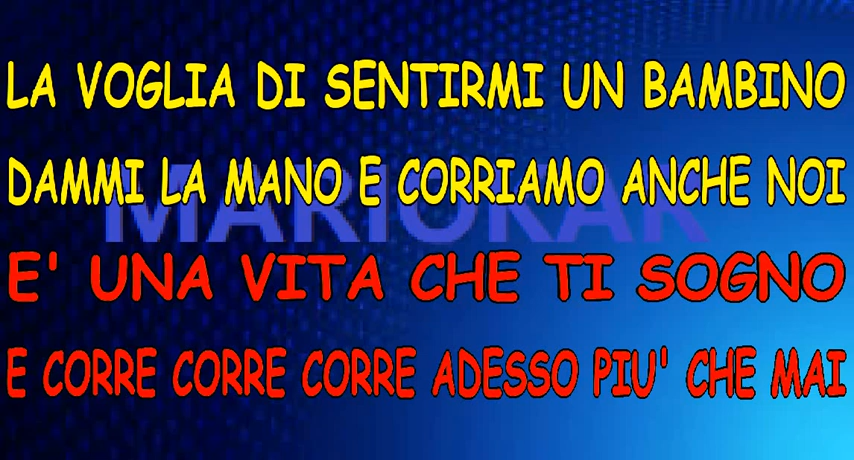 LA VOGLIA DI SENTIRMI UN BAMBINO
DAMMI LA MANO E CORRIAMO ANCHE NOI
MARIOKAR
E' UNA VITA CHE TI SOGNO
E CORRE CORRE CORRE ADESSO PIU' CHE MAI